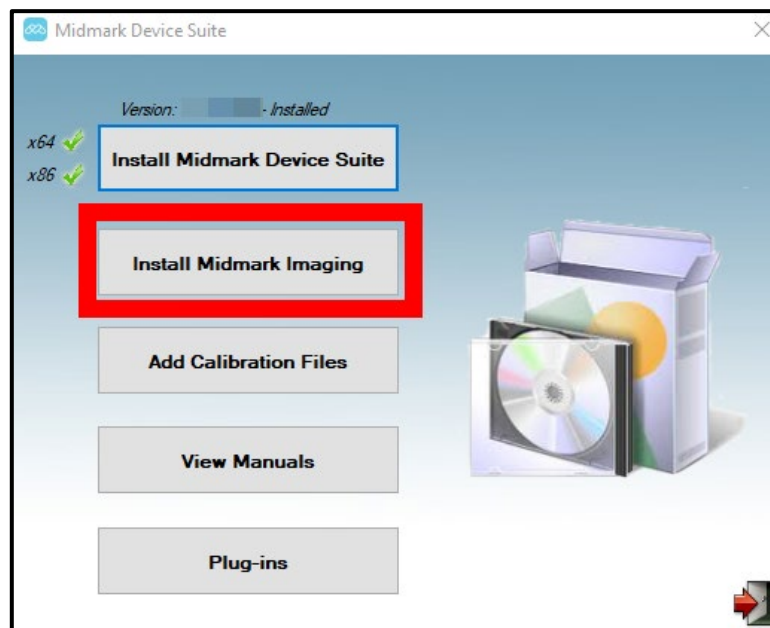 Midmark Device Suite
Version: - Installed
x64
Install Midmark Device Suite
x86
Install Midmark Imaging
Add Calibration Files
View Manuals
Plug-ins